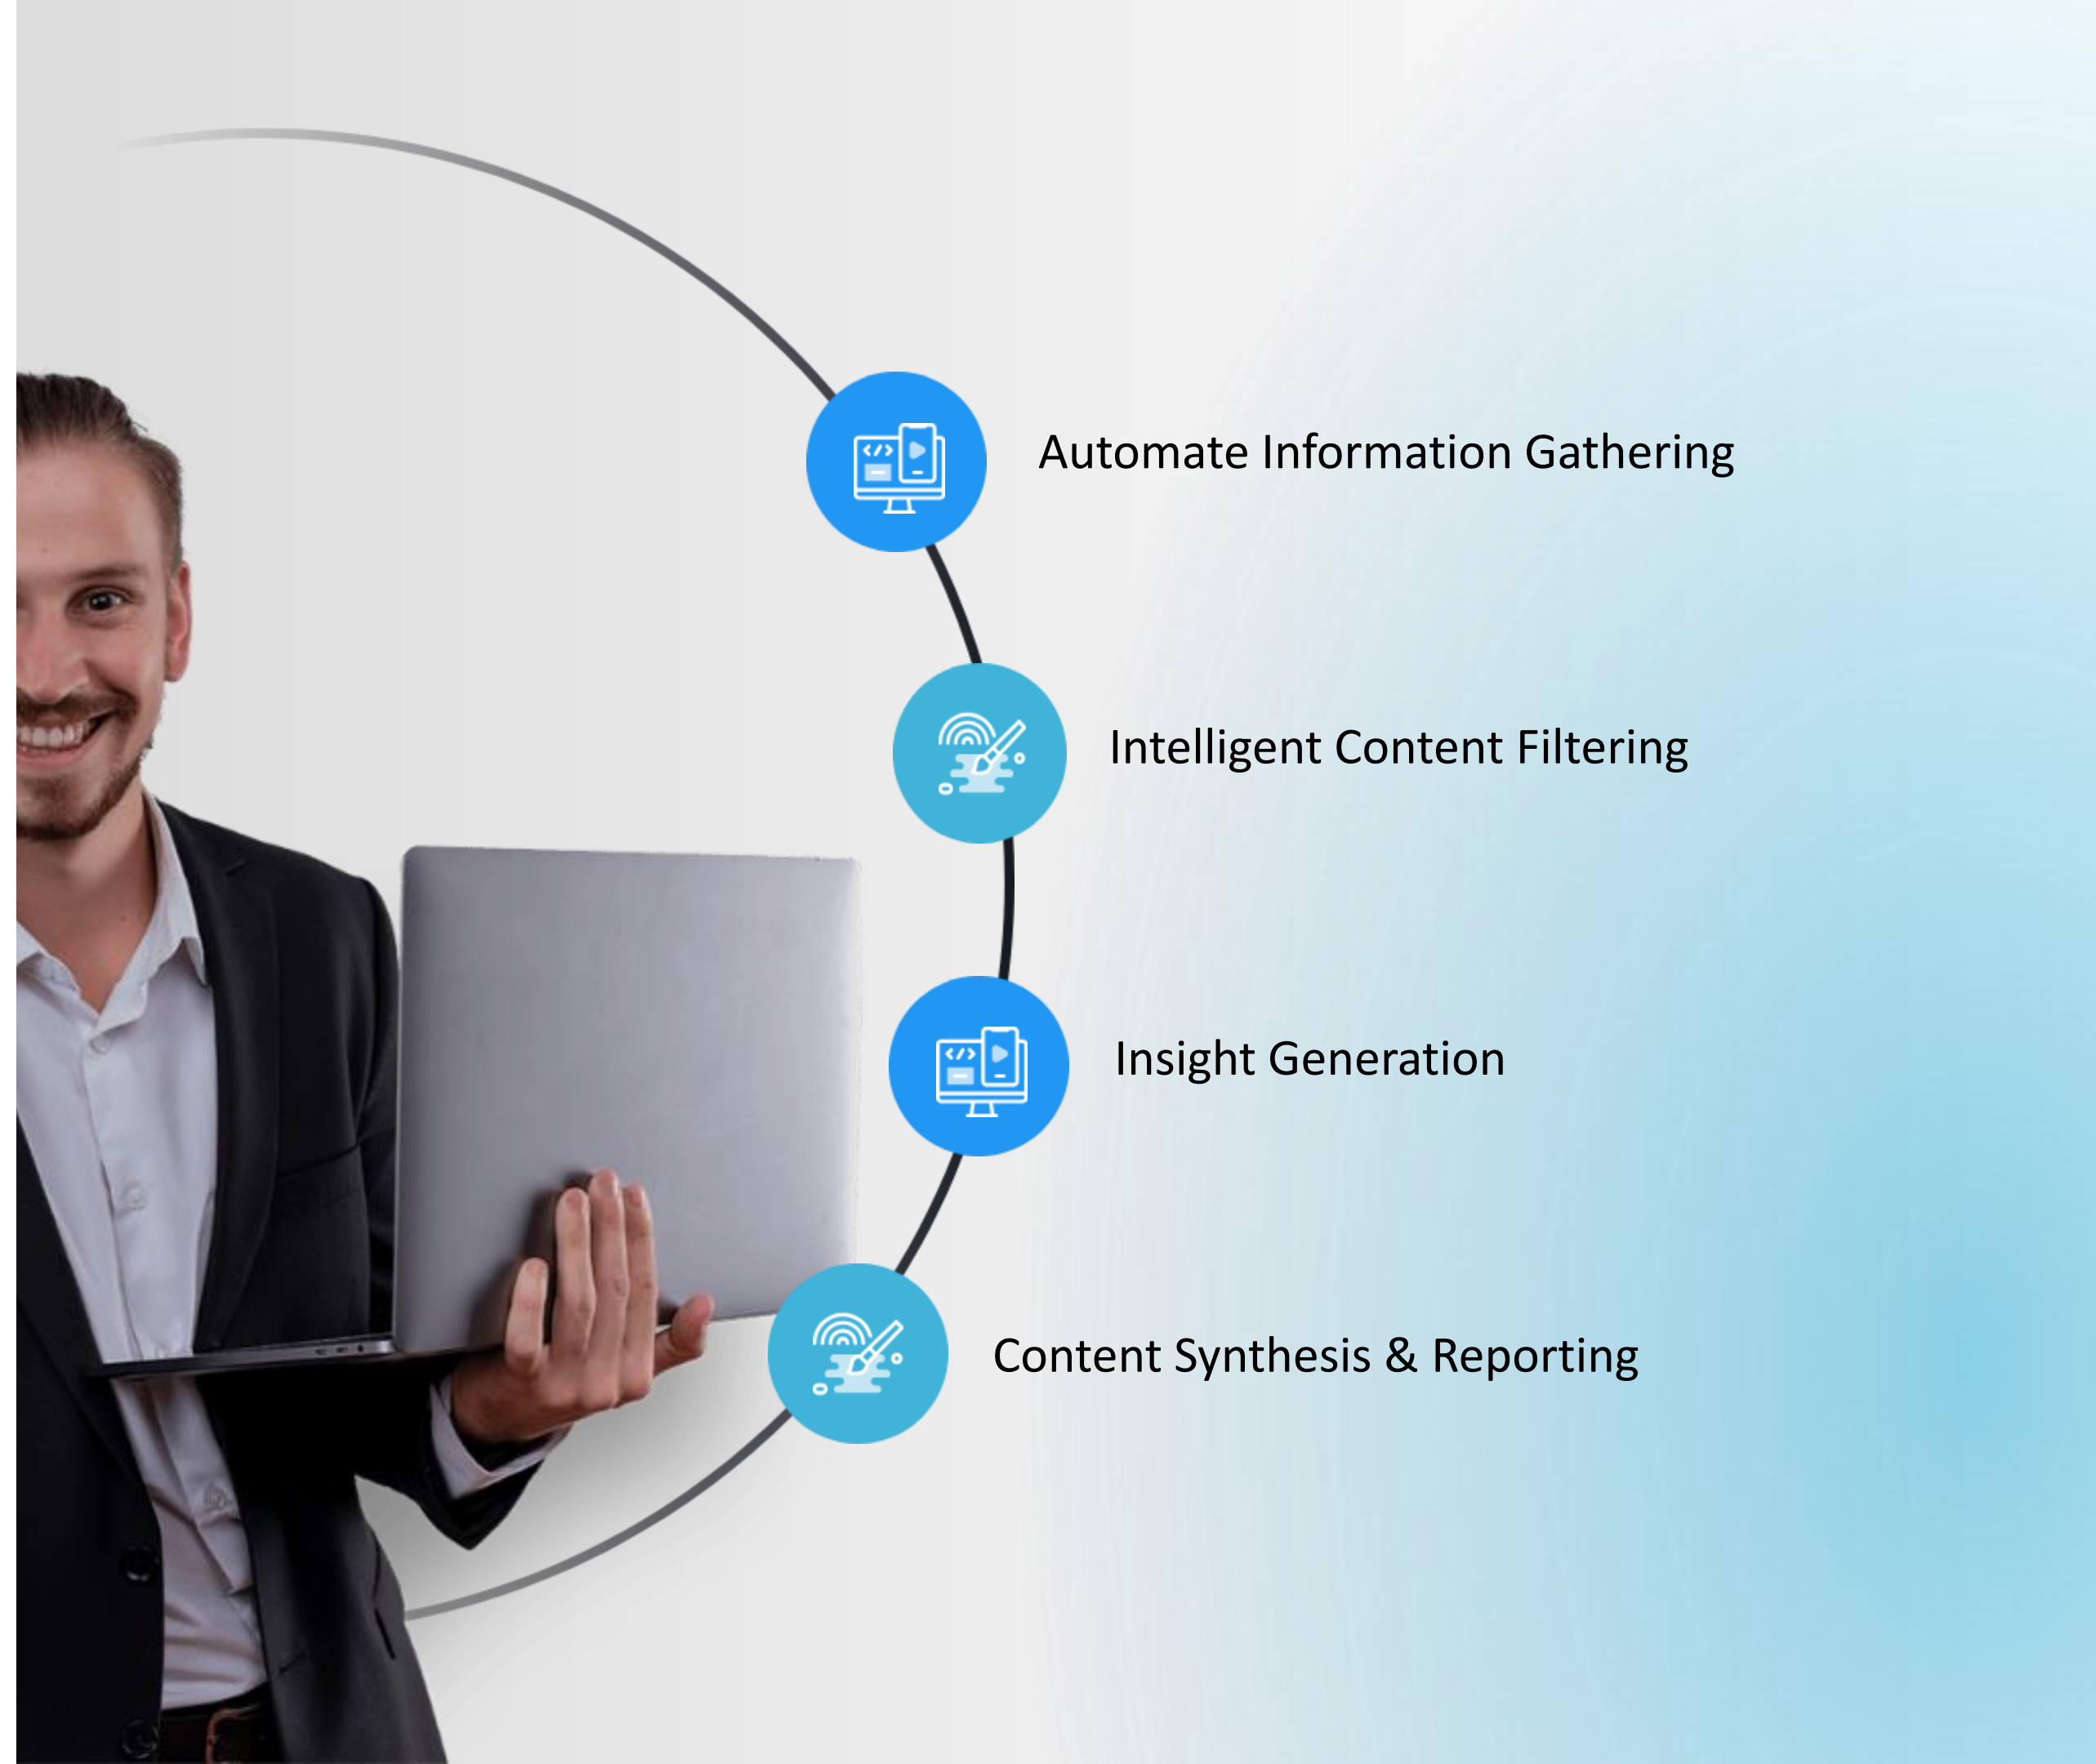 Automate Information Gathering
Intelligent Content Filtering
Insight Generation
Content Synthesis & Reporting